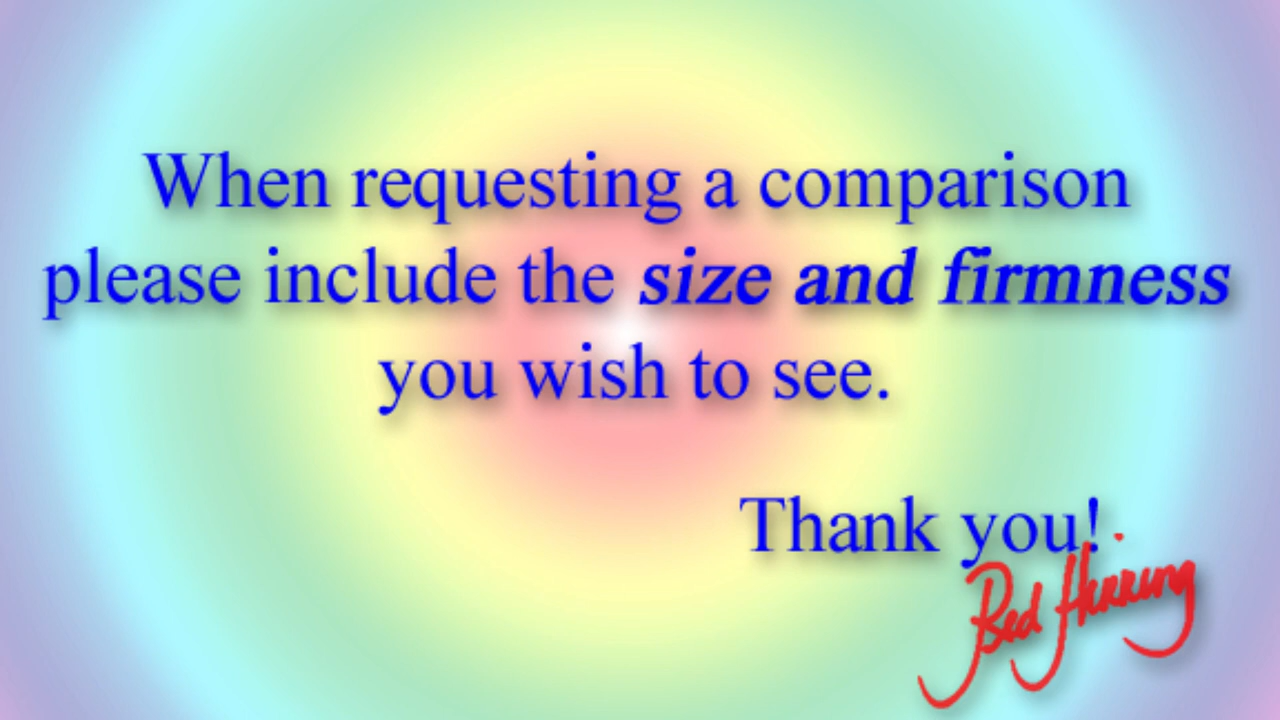 When requesting a comparison
please include the size and firmness
you wish to see.
Thank you!
Red Herring